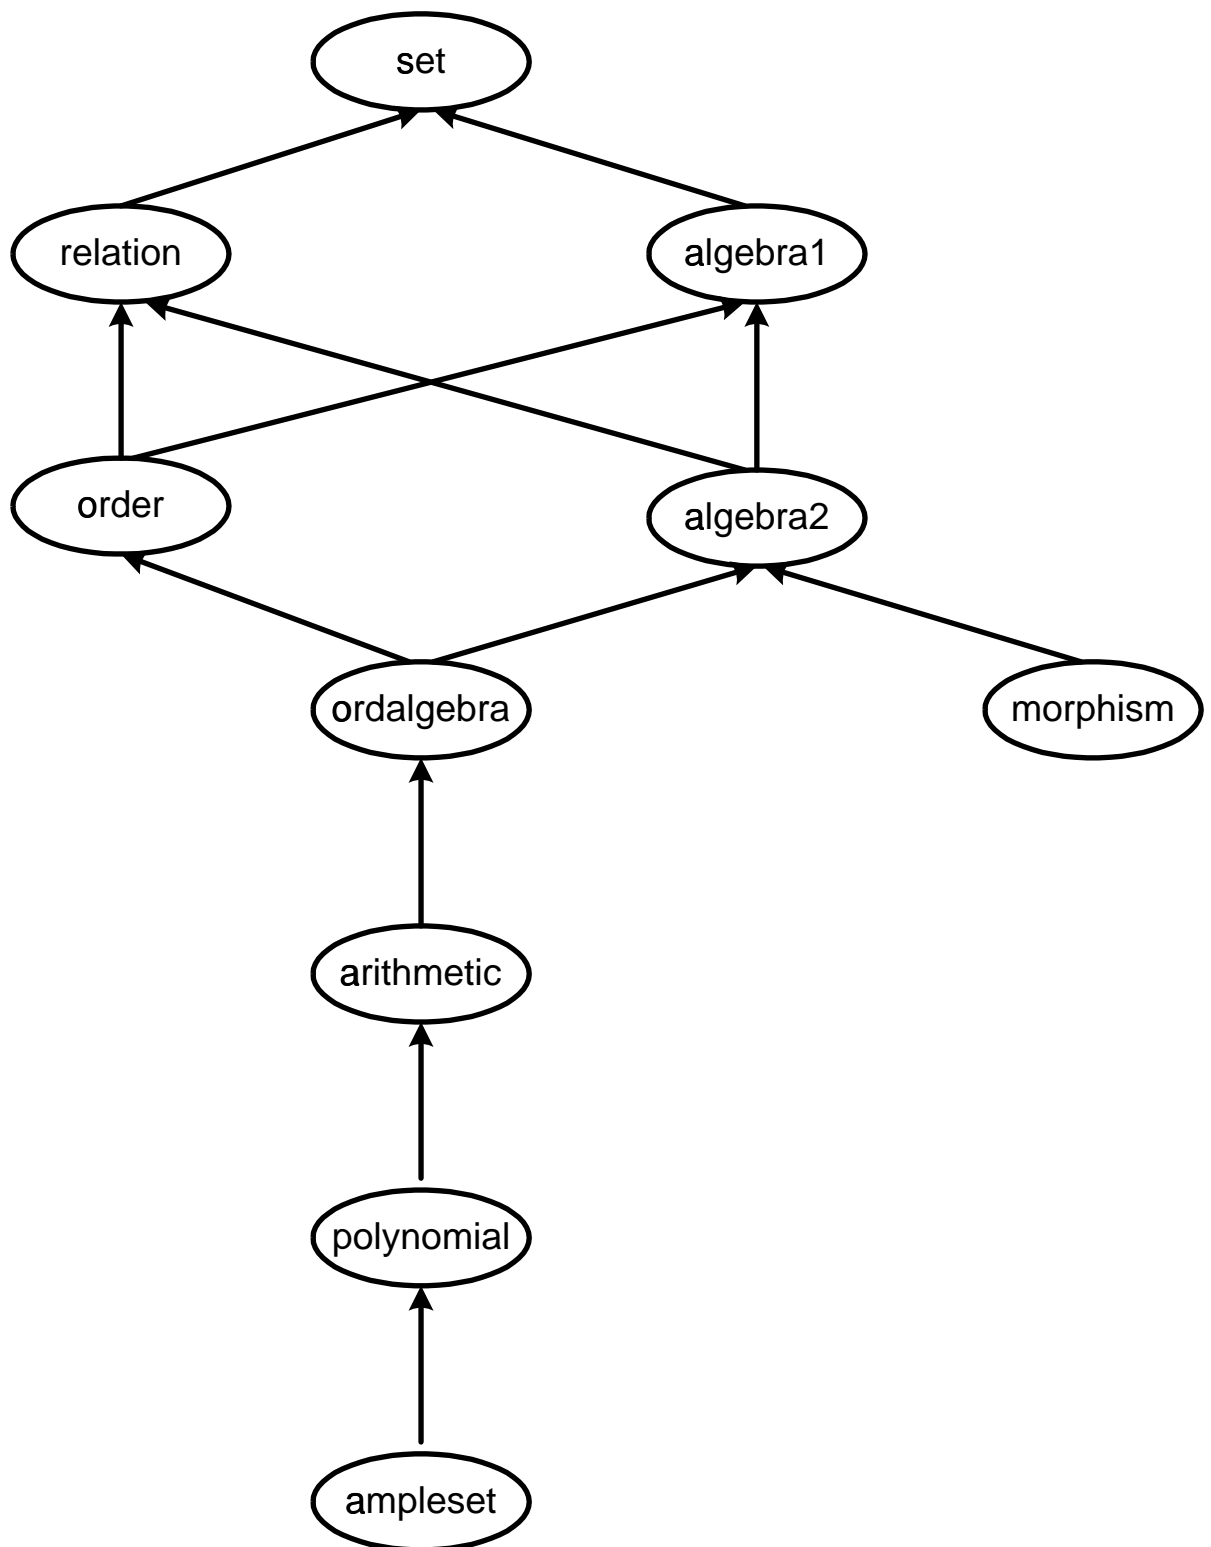 set
relation
algebra1
order
algebra2
ordalgebra
morphism
arithmetic
polynomial
ampleset